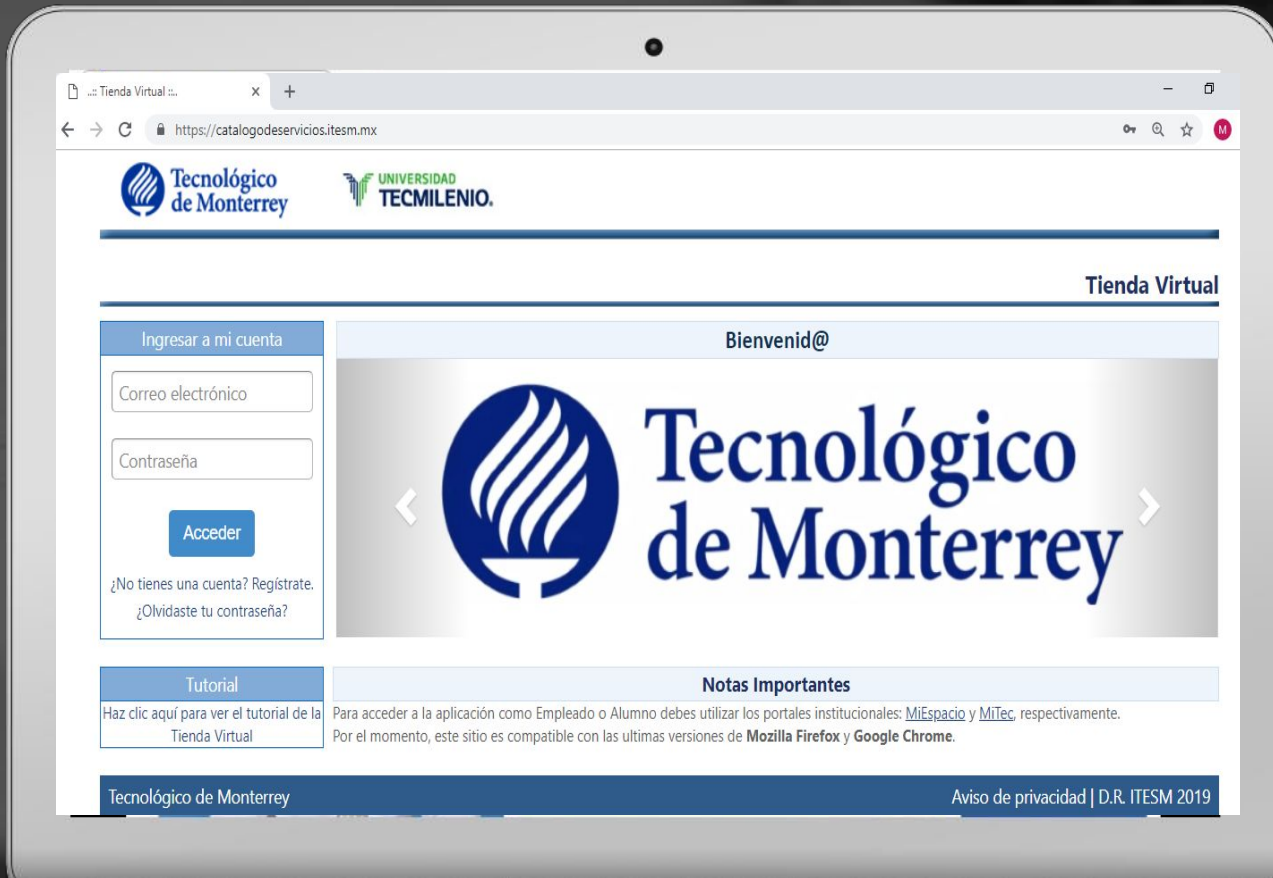 ..:: Tienda Virtual ::..
https://catalogodeservicios.itesm.mx
M
Tecnológico
de Monterrey
UNIVERSIDAD
TECMILENIO.
Tienda Virtual
Ingresar a mi cuenta
Correo electrónico
Contraseña
Acceder
¿No tienes una cuenta? Regístrate.
¿Olvidaste tu contraseña?
Bienvenid@
Tecnológico
de Monterrey
Tutorial
Haz clic aquí para ver el tutorial de la
Tienda Virtual
Notas Importantes
Para acceder a la aplicación como Empleado o Alumno debes utilizar los portales institucionales: MiEspacio y MiTec, respectivamente.
Por el momento, este sitio es compatible con las ultimas versiones de Mozilla Firefox y Google Chrome.
Tecnológico de Monterrey
Aviso de privacidad | D.R. ITESM 2019